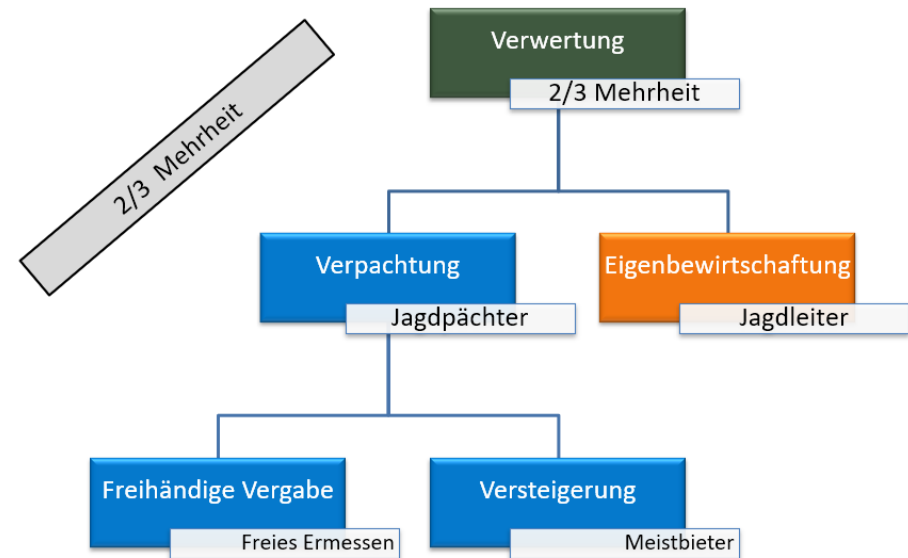 Verwertung
2/3 Mehrheit
2/3 Mehrheit
Verpachtung
Jagdpächter
Eigenbewirtschaftung
Jagdleiter
Freihändige Vergabe
Freies Ermessen
Versteigerung
Meistbieter